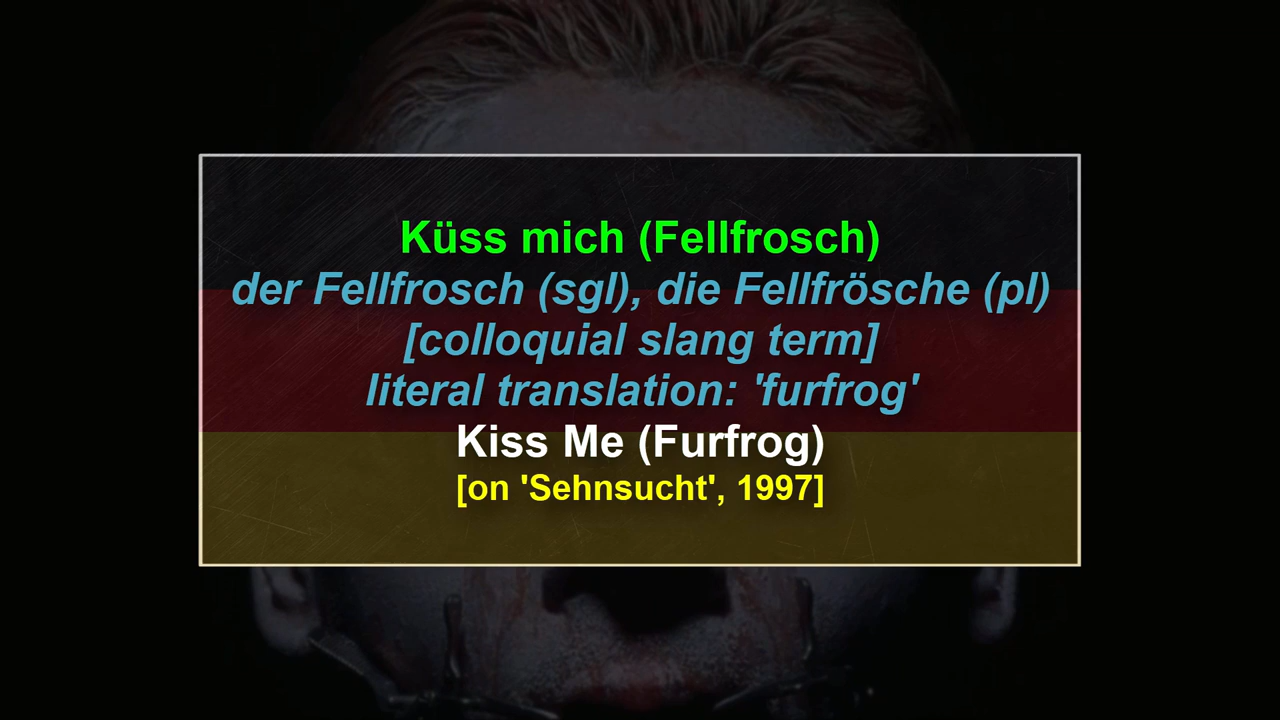 Küss mich (Fellfrosch)
der Fellfrosch (sgl), die Fellfrösche (pl)
[colloquial slang term]
literal translation: 'furfrog'
Kiss Me (Furfrog)
[on 'Sehnsucht', 1997]